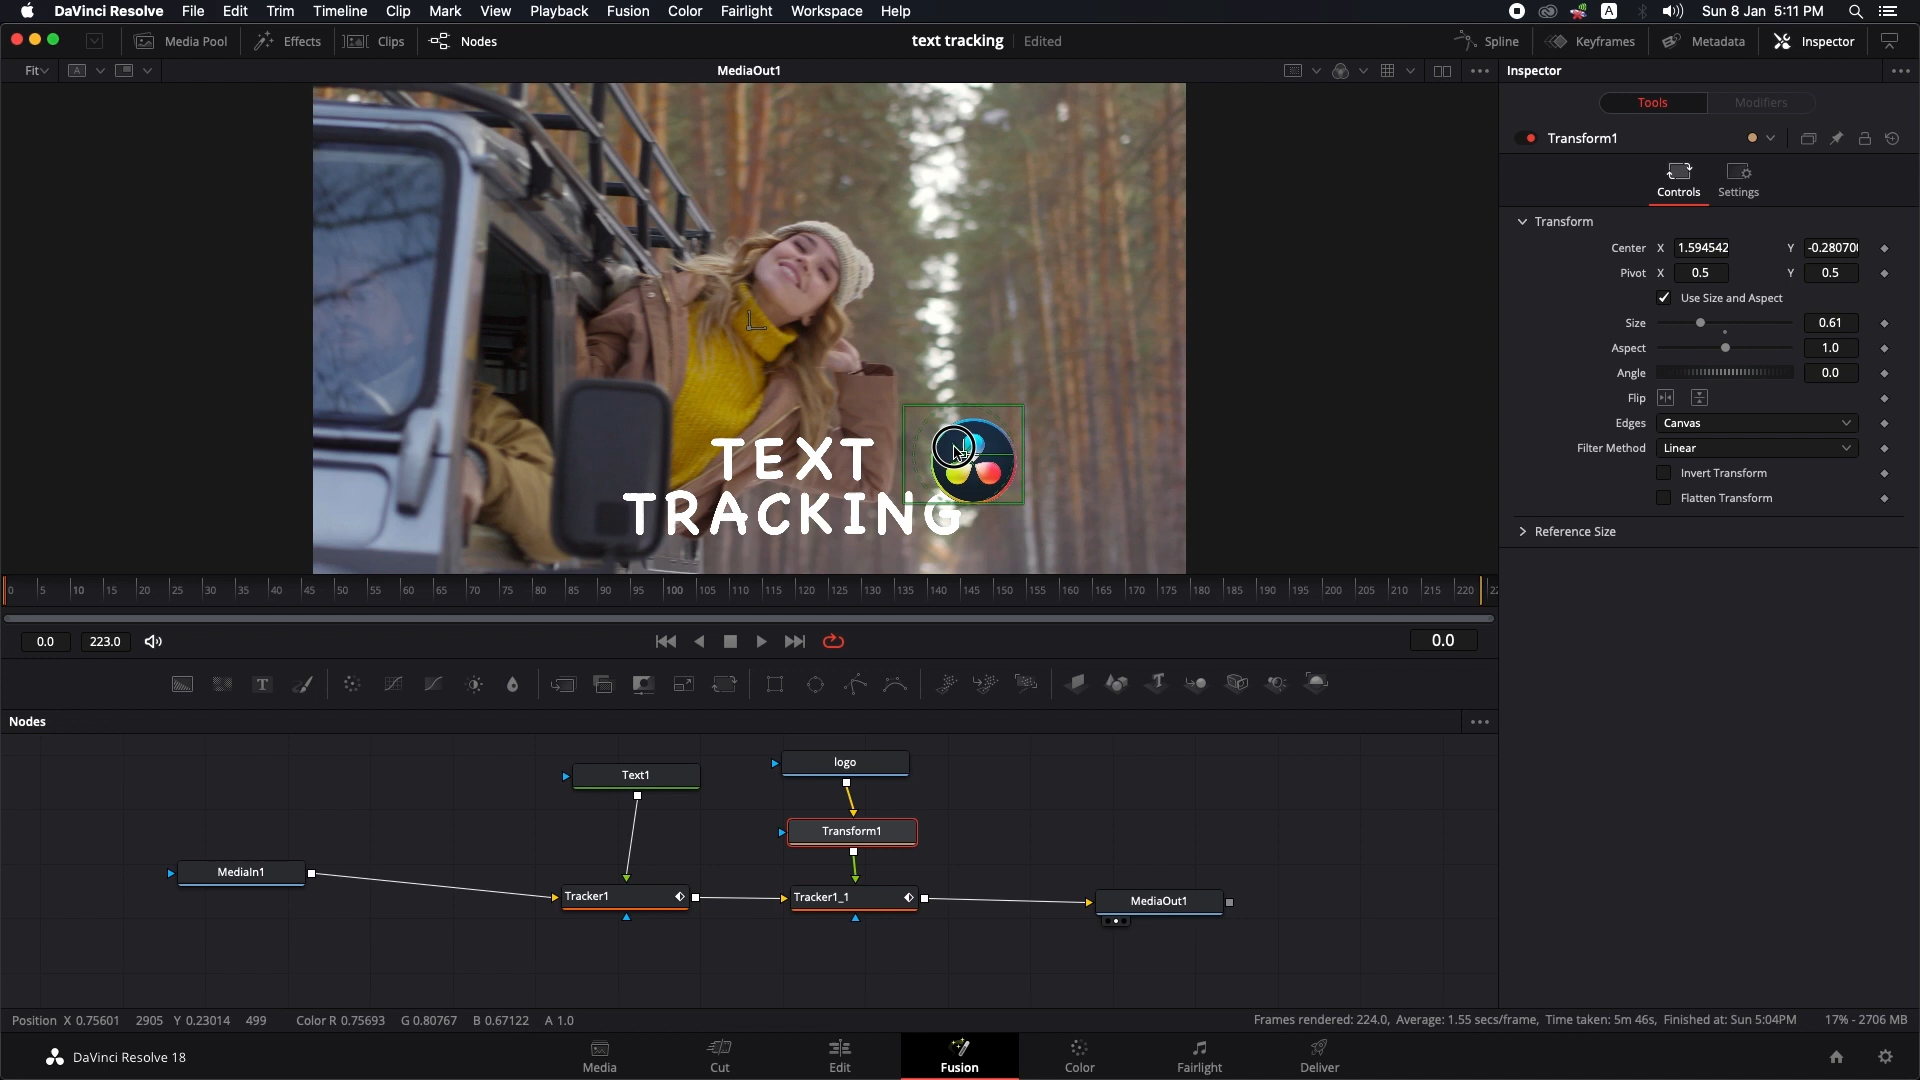 DaVinci Resolve File Edit Trim Timeline Clip Mark View Playback Fusion Color Fairlight Workspace Help A Sun 8 Jan 5:11 PM
Media Pool Effects Clips Nodes text tracking Edited Spline Keyframes Metadata Inspector
Fit A MediaOut1 Inspector
Tools Modifiers
Transform1
Controls Settings
Transform
Center X 1.594542 Y -0.28070
Pivot X 0.5 Y 0.5
Use Size and Aspect
Size 0.61
Aspect 1.0
Angle 0.0
Flip
Edges Canvas
Filter Method Linear
Invert Transform
Flatten Transform
Reference Size
TEXT
TRACKING
0 5 10 15 20 25 30 35 40 45 50 55 60 65 70 75 80 85 90 95 100 105 110 115 120 125 130 135 140 145 150 155 160 165 170 175 180 185 190 195 200 205 210 215 220 22
0.0 223.0 0.0
T T
Nodes
logo
Text1
Transform1
MediaIn1
Tracker1 Tracker1_1 MediaOut1
Position X 0.75601 2905 Y 0.23014 499 Color R 0.75693 G 0.80767 B 0.67122 A 1.0 Frames rendered: 224.0, Average: 1.55 secs/frame, Time taken: 5m 46s, Finished at: Sun 5:04PM 17% - 2706 MB
DaVinci Resolve 18 Media Cut Edit Fusion Color Fairlight Deliver